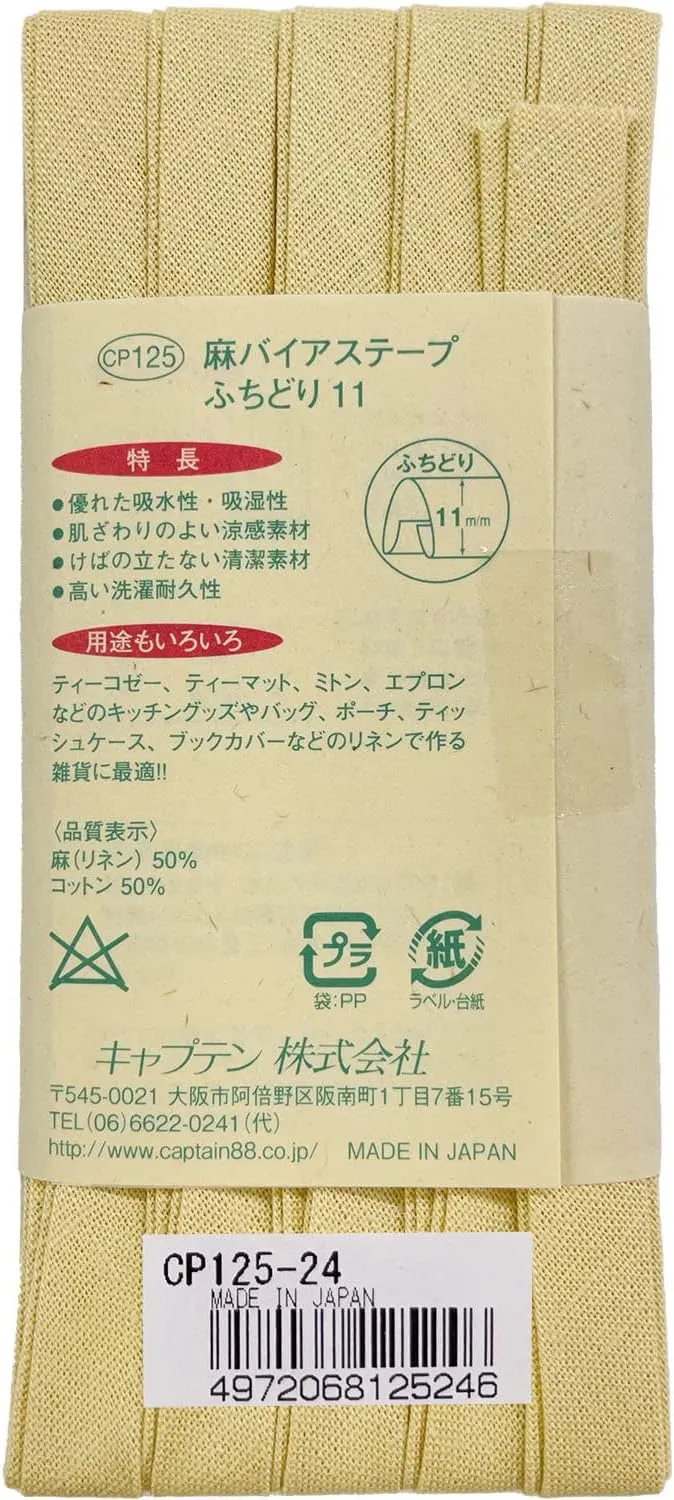 CP125 麻バイアステープ
ふちどり 11
特長
ふちどり
11 m/m
●優れた吸水性・吸湿性
●肌ざわりのよい涼感素材
●けばの立たない清潔素材
●高い洗濯耐久性
用途もいろいろ
ティーコゼー、ティーマット、ミトン、エプロン
などのキッチングッズやバッグ、ポーチ、ティッ
シュケース、ブックカバーなどのリネンで作る
雑貨に最適!!
〈品質表示〉
麻(リネン) 50%
コットン 50%
プラ
紙
袋:PP
ラベル・台紙
キャプテン 株式会社
〒545-0021 大阪市阿倍野区阪南町1丁目7番15号
TEL(06)6622-0241(代)
http://www.captain88.co.jp/ MADE IN JAPAN
CP125-24
MADE IN JAPAN
4972068125246